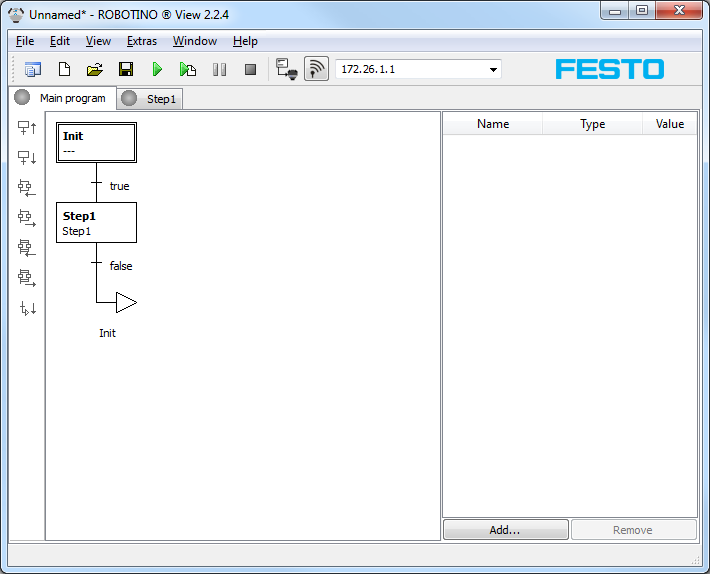 Unnamed* - ROBOTINO ® View 2.2.4
File Edit View Extras Window Help
172.26.1.1
FESTO
Main program Step1
Name Type Value
Init
---
true
Step1
Step1
false
Init
Add... Remove